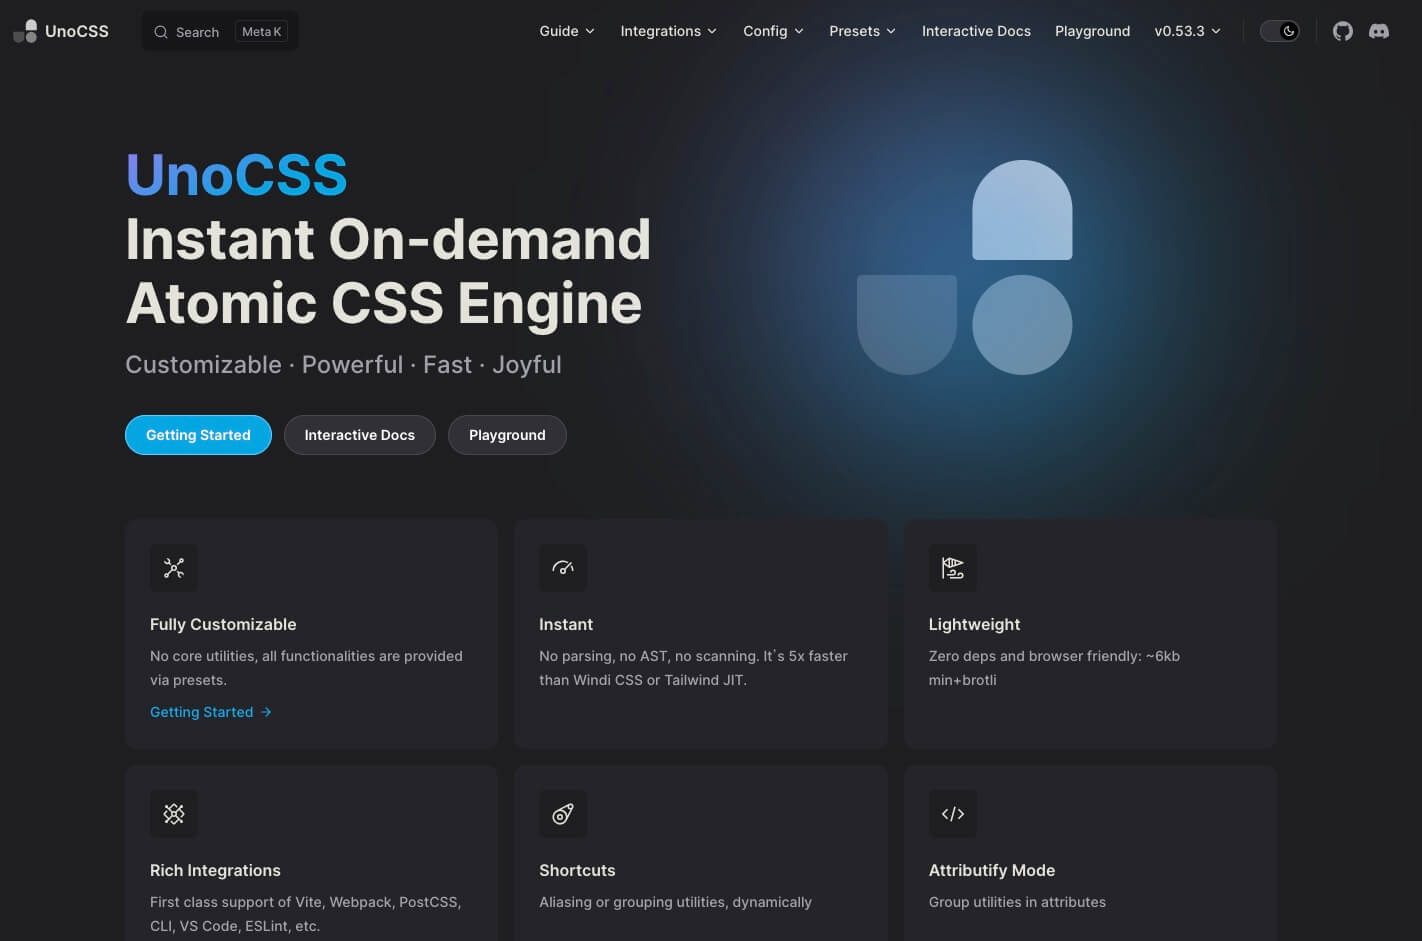 UnoCSS
Search Meta K
Guide Integrations Config Presets Interactive Docs Playground v0.53.3
UnoCSS
Instant On-demand
Atomic CSS Engine
Customizable · Powerful · Fast · Joyful
Getting Started Interactive Docs Playground
Fully Customizable
No core utilities, all functionalities are provided
via presets.
Getting Started →
Instant
No parsing, no AST, no scanning. It`s 5x faster
than Windi CSS or Tailwind JIT.
Lightweight
Zero deps and browser friendly: ~6kb
min+brotli
Rich Integrations
First class support of Vite, Webpack, PostCSS,
CLI, VS Code, ESLint, etc.
Shortcuts
Aliasing or grouping utilities, dynamically
Attributify Mode
Group utilities in attributes